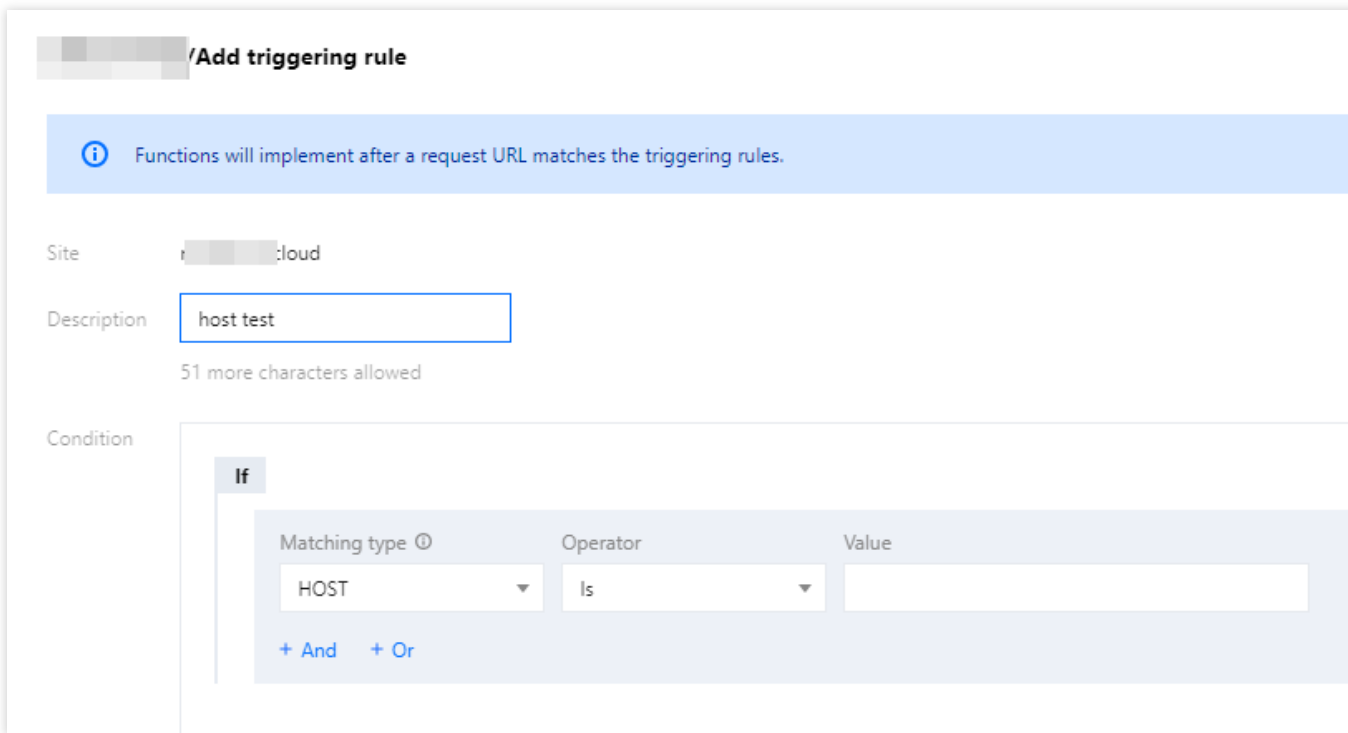 /Add triggering rule
Functions will implement after a request URL matches the triggering rules.
Site cloud
Description host test
51 more characters allowed
Condition
If
Matching type Operator Value
HOST Is
+ And + Or